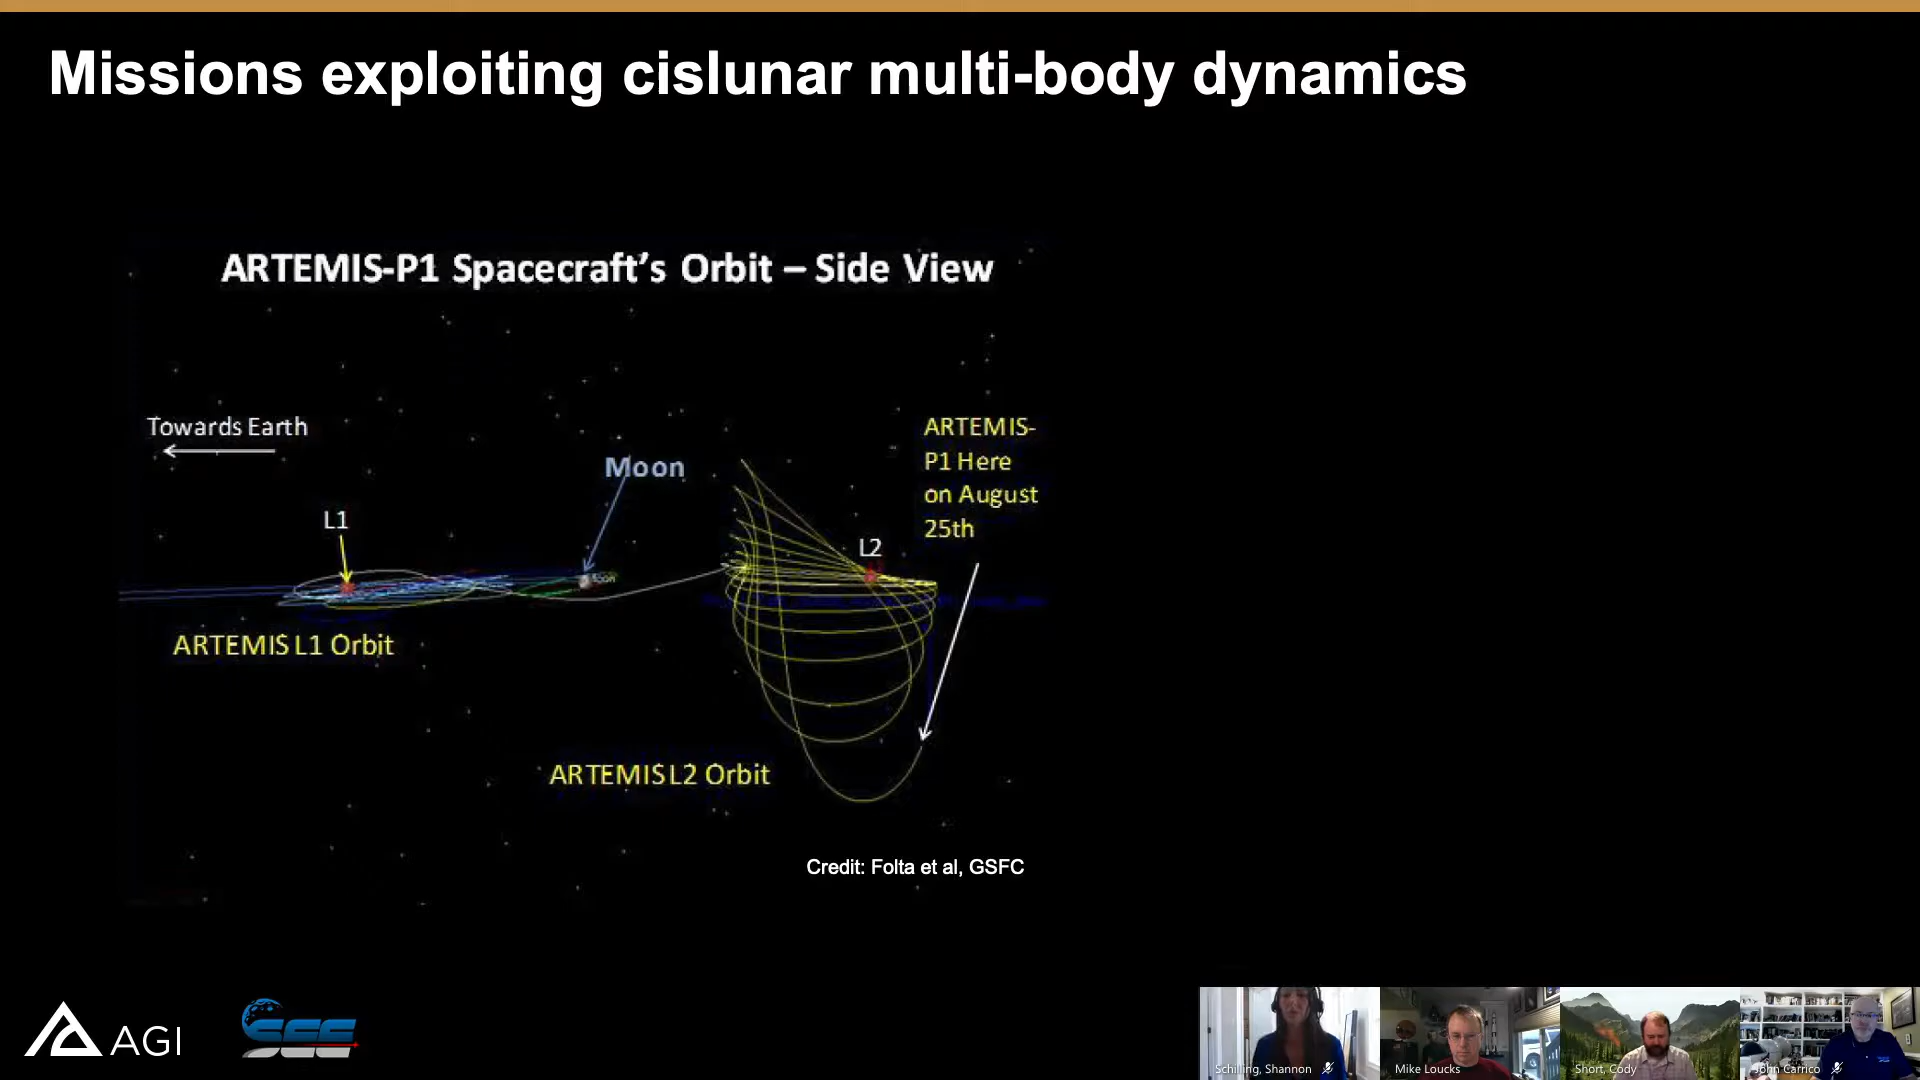 Missions exploiting cislunar multi-body dynamics
ARTEMIS-P1 Spacecraft's Orbit – Side View
Towards Earth
Moon
L1
L2
ARTEMIS-
P1 Here
on August
25th
Moon
ARTEMIS L1 Orbit
ARTEMIS L2 Orbit
Credit: Folta et al, GSFC
AGI
SEE
Schilling, Shannon
Mike Loucks
Short, Cody
John Carrico